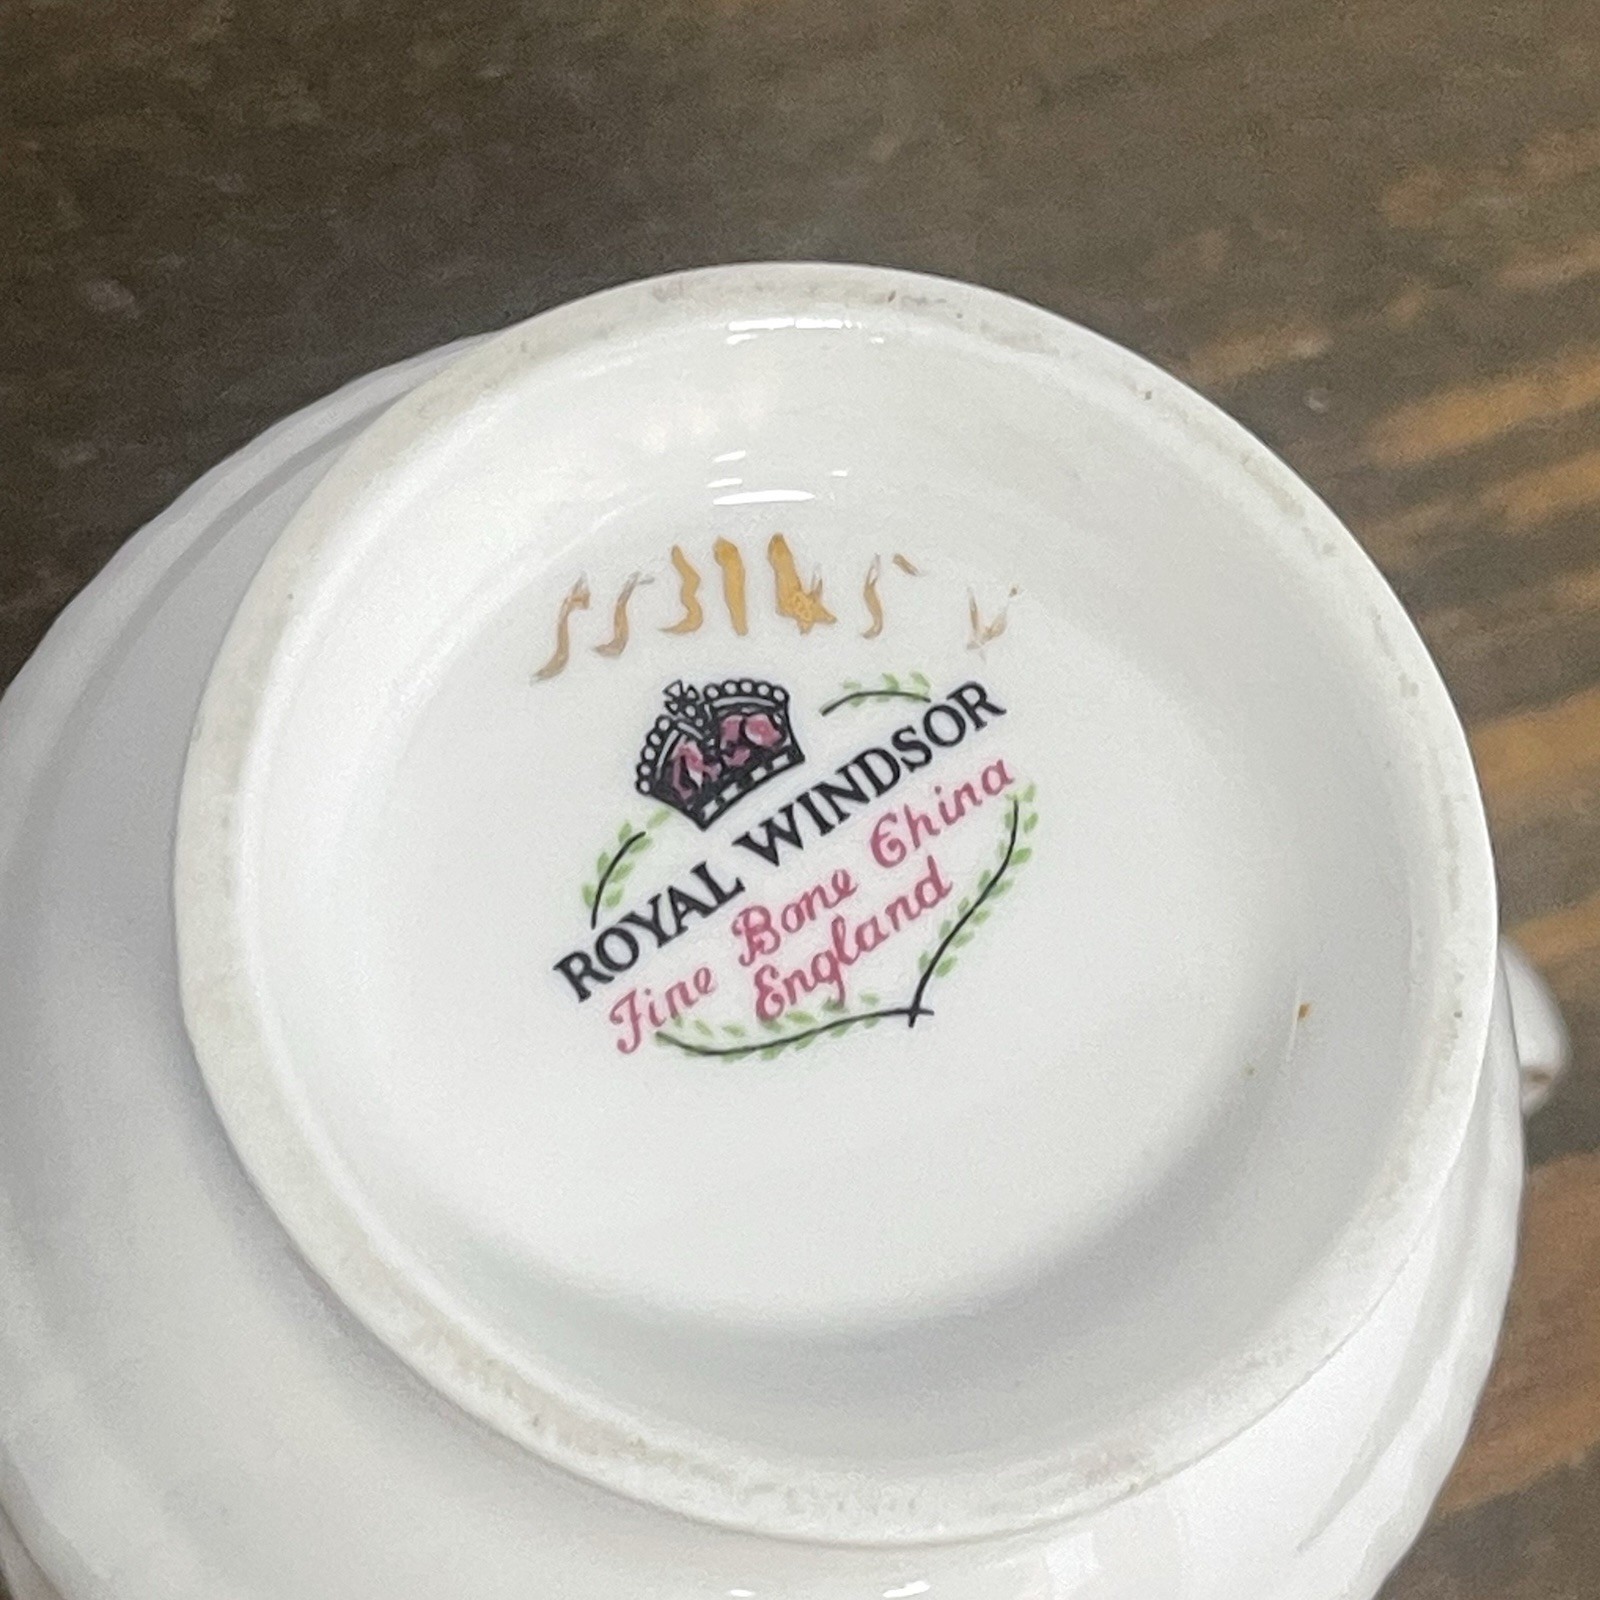 ROYAL WINDSOR
Fine Bone China
England